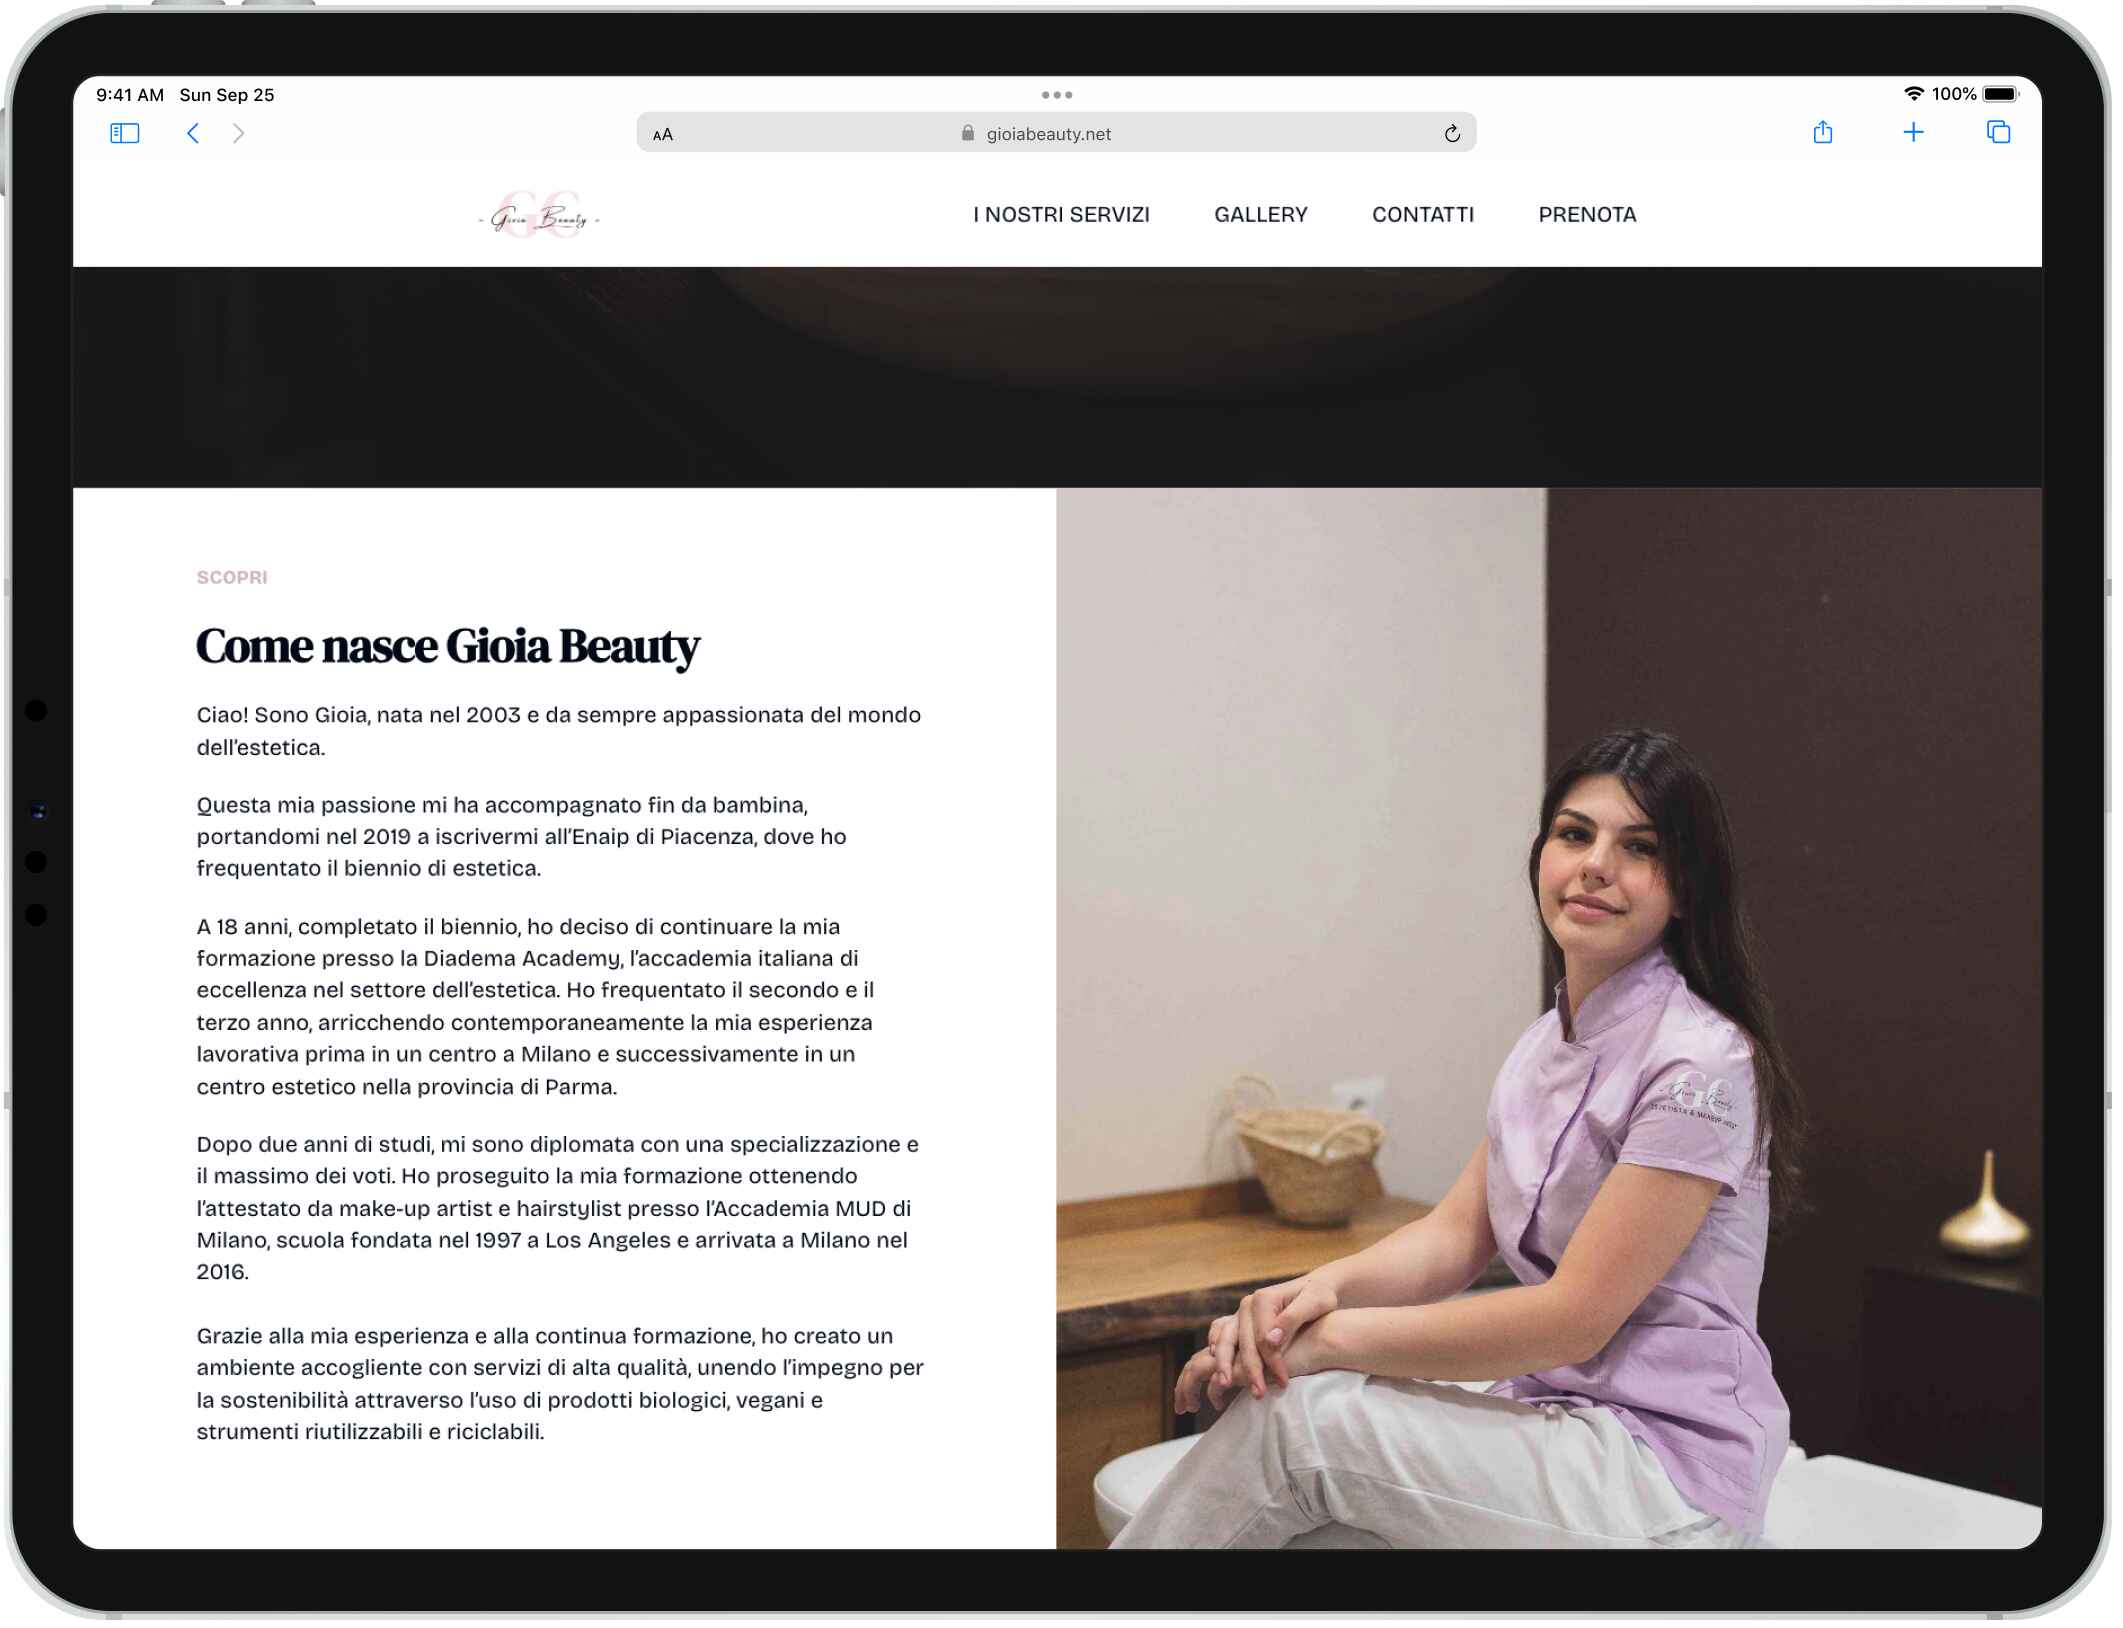 9:41 AM Sun Sep 25
100%
AA gioiabeauty.net
GC
- Gioia Beauty -
I NOSTRI SERVIZI GALLERY CONTATTI PRENOTA
SCOPRI
Come nasce Gioia Beauty
Ciao! Sono Gioia, nata nel 2003 e da sempre appassionata del mondo
dell’estetica.
Questa mia passione mi ha accompagnato fin da bambina,
portandomi nel 2019 a iscrivermi all’Enaip di Piacenza, dove ho
frequentato il biennio di estetica.
A 18 anni, completato il biennio, ho deciso di continuare la mia
formazione presso la Diadema Academy, l’accademia italiana di
eccellenza nel settore dell’estetica. Ho frequentato il secondo e il
terzo anno, arricchendo contemporaneamente la mia esperienza
lavorativa prima in un centro a Milano e successivamente in un
centro estetico nella provincia di Parma.
Dopo due anni di studi, mi sono diplomata con una specializzazione e
il massimo dei voti. Ho proseguito la mia formazione ottenendo
l’attestato da make-up artist e hairstylist presso l’Accademia MUD di
Milano, scuola fondata nel 1997 a Los Angeles e arrivata a Milano nel
2016.
Grazie alla mia esperienza e alla continua formazione, ho creato un
ambiente accogliente con servizi di alta qualità, unendo l’impegno per
la sostenibilità attraverso l’uso di prodotti biologici, vegani e
strumenti riutilizzabili e riciclabili.
GC
- Gioia Beauty -
ESTETISTA & MAKEUP ARTIST